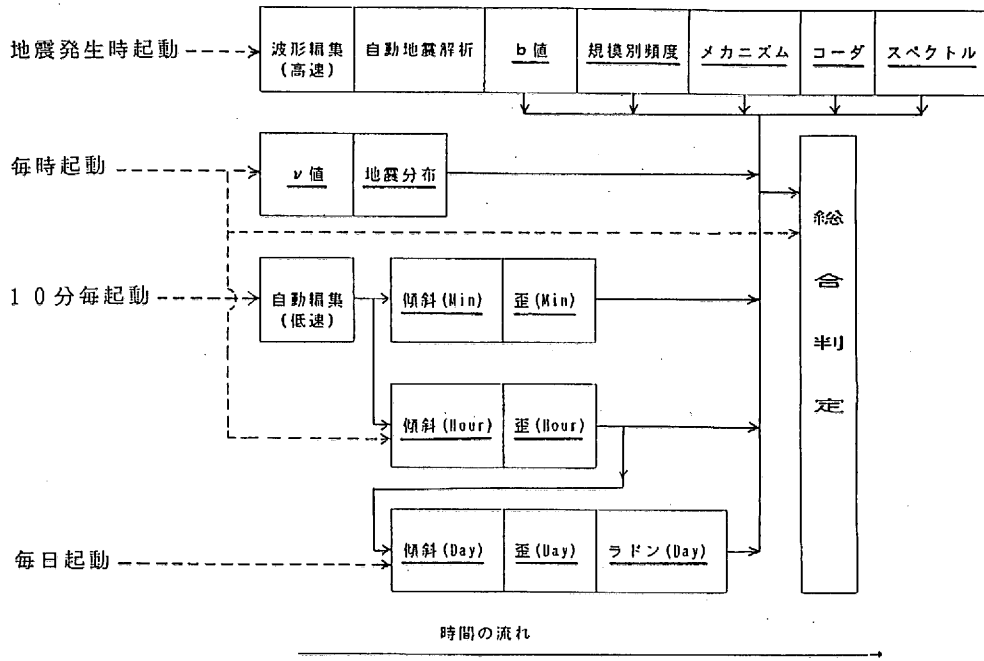 地震発生時起動
波形編集
(高速)
自動地震解析
b値
規模別頻度
メカニズム
コーダ
スペクトル
毎時起動
ν値
地震分布
10分毎起動
自動編集
(低速)
傾斜(Min)
歪(Min)
傾斜(Hour)
歪(Hour)
毎日起動
傾斜(Day)
歪(Day)
ラドン(Day)
総合判定
時間の流れ